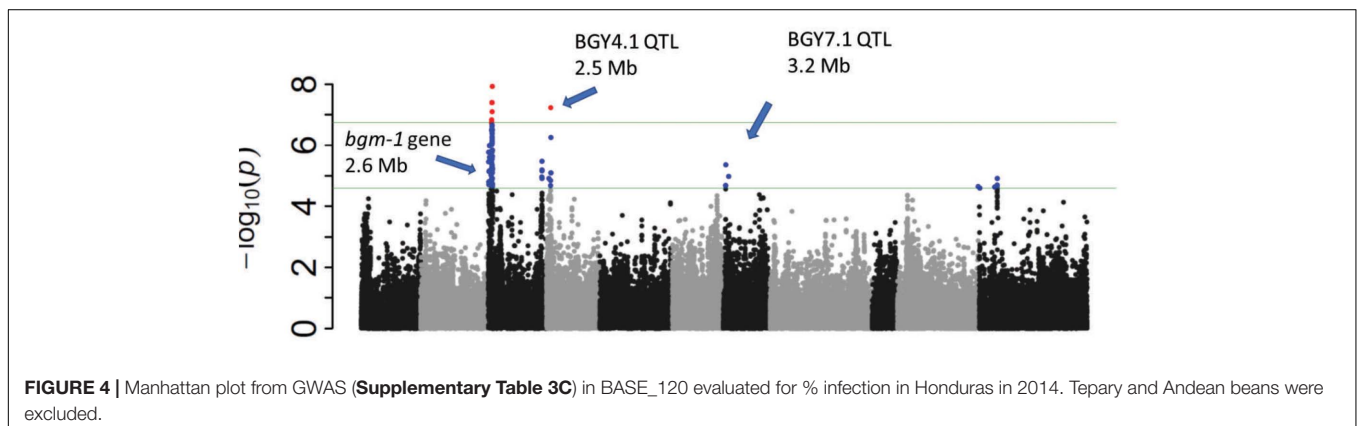 BGY4.1 QTL
2.5 Mb
BGY7.1 QTL
3.2 Mb
bgm-1 gene
2.6 Mb
−log10(p)
8
6
4
2
0
FIGURE 4 | Manhattan plot from GWAS (Supplementary Table 3C) in BASE_120 evaluated for % infection in Honduras in 2014. Tepary and Andean beans were
excluded.